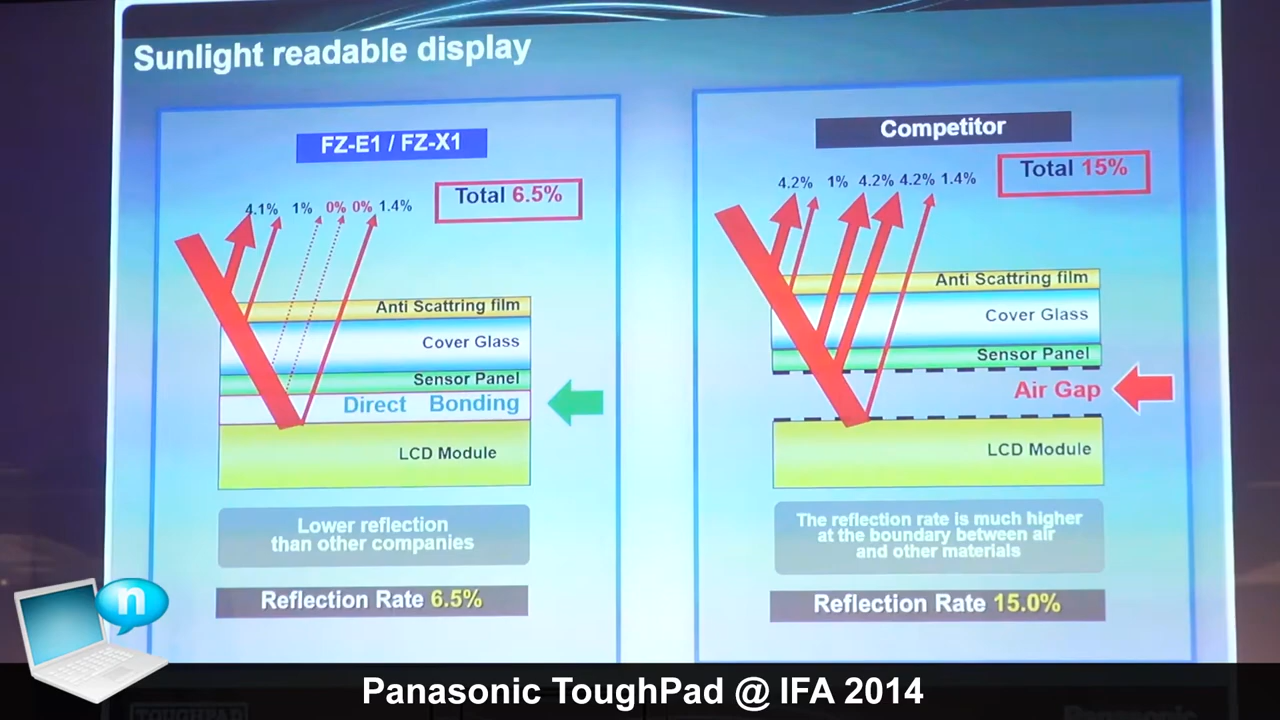 Sunlight readable display
FZ-E1 / FZ-X1
4.1% 1% 0% 0% 1.4%
Total 6.5%
Anti Scattring film
Cover Glass
Sensor Panel
Direct Bonding
LCD Module
Lower reflection
than other companies
Reflection Rate 6.5%
Competitor
4.2% 1% 4.2% 4.2% 1.4%
Total 15%
Anti Scattring film
Cover Glass
Sensor Panel
Air Gap
LCD Module
The reflection rate is much higher
at the boundary between air
and other materials
Reflection Rate 15.0%
n
Panasonic ToughPad @ IFA 2014
TOUGHPAD
Panasonic